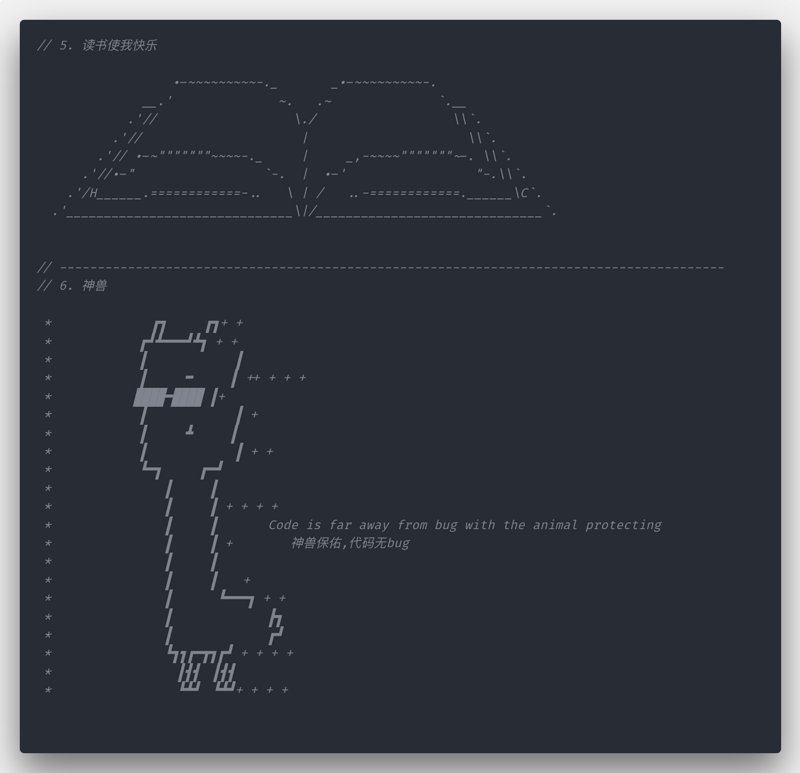 // 5. 读书使我快乐
// 6. 神兽
Code is far away from bug with the animal protecting
神兽保佑,代码无bug